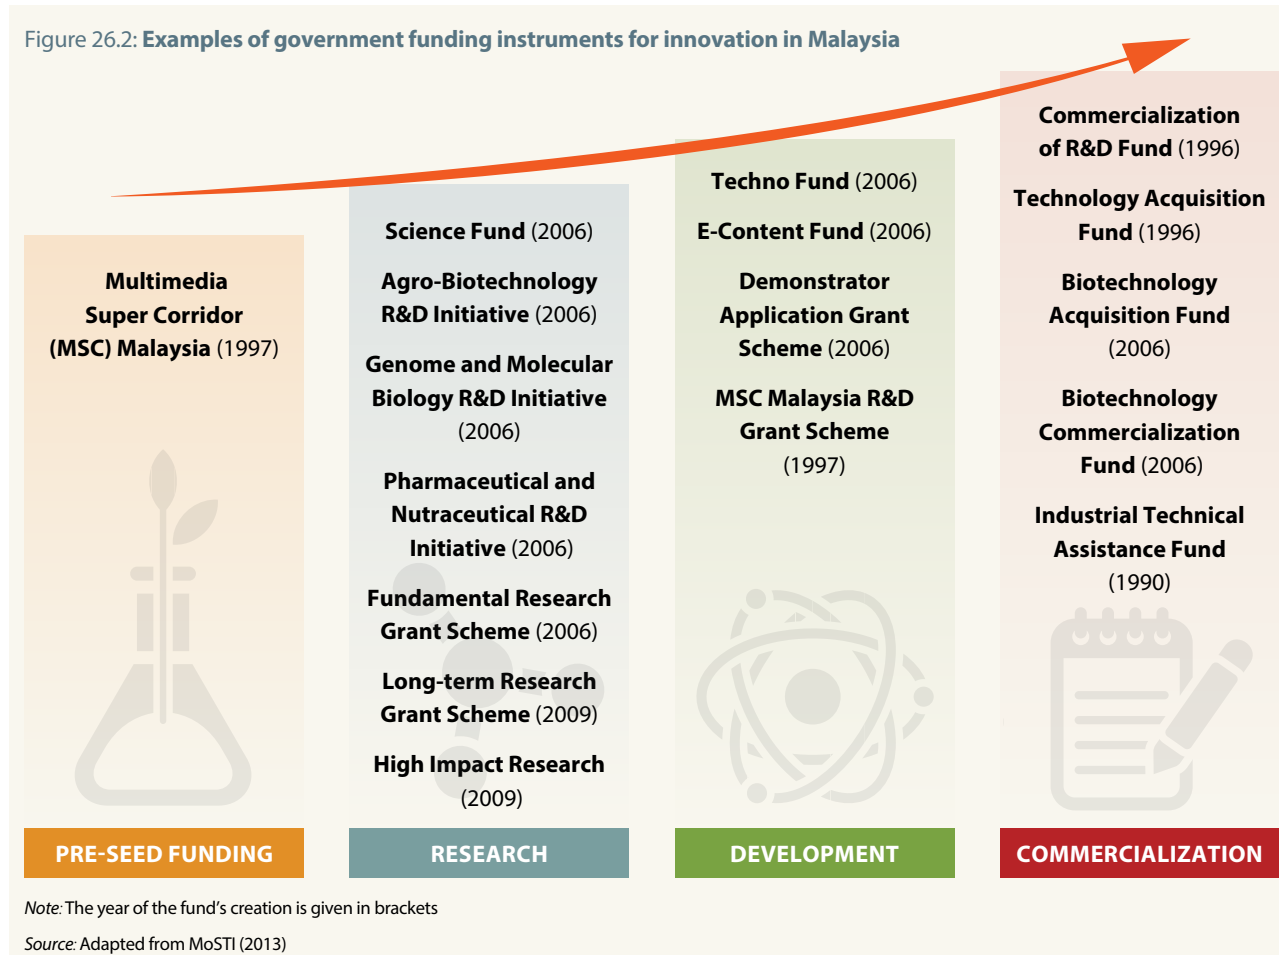 Figure 26.2: Examples of government funding instruments for innovation in Malaysia
Multimedia
Super Corridor
(MSC) Malaysia (1997)
PRE-SEED FUNDING
Science Fund (2006)
Agro-Biotechnology
R&D Initiative (2006)
Genome and Molecular
Biology R&D Initiative
(2006)
Pharmaceutical and
Nutraceutical R&D
Initiative (2006)
Fundamental Research
Grant Scheme (2006)
Long-term Research
Grant Scheme (2009)
High Impact Research
(2009)
RESEARCH
Techno Fund (2006)
E-Content Fund (2006)
Demonstrator
Application Grant
Scheme (2006)
MSC Malaysia R&D
Grant Scheme
(1997)
DEVELOPMENT
Commercialization
of R&D Fund (1996)
Technology Acquisition
Fund (1996)
Biotechnology
Acquisition Fund
(2006)
Biotechnology
Commercialization
Fund (2006)
Industrial Technical
Assistance Fund
(1990)
COMMERCIALIZATION
Note: The year of the fund's creation is given in brackets
Source: Adapted from MoSTI (2013)